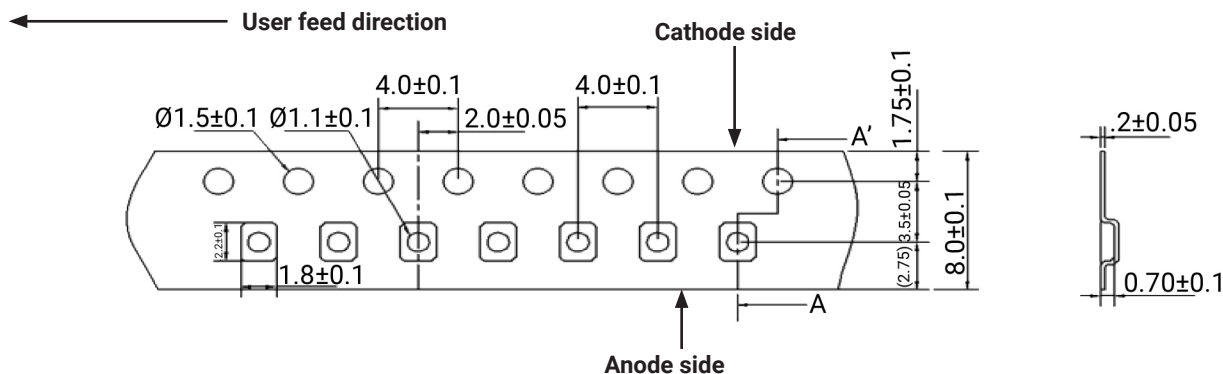 User feed direction
Cathode side
4.0±0.1
4.0±0.1
1.75±0.1
Ø1.5±0.1
Ø1.1±0.1
2.0±0.05
A’
.2±0.05
2.2±0.1
(2.75)
3.5±0.05
8.0±0.1
1.8±0.1
0.70±0.1
A
Anode side